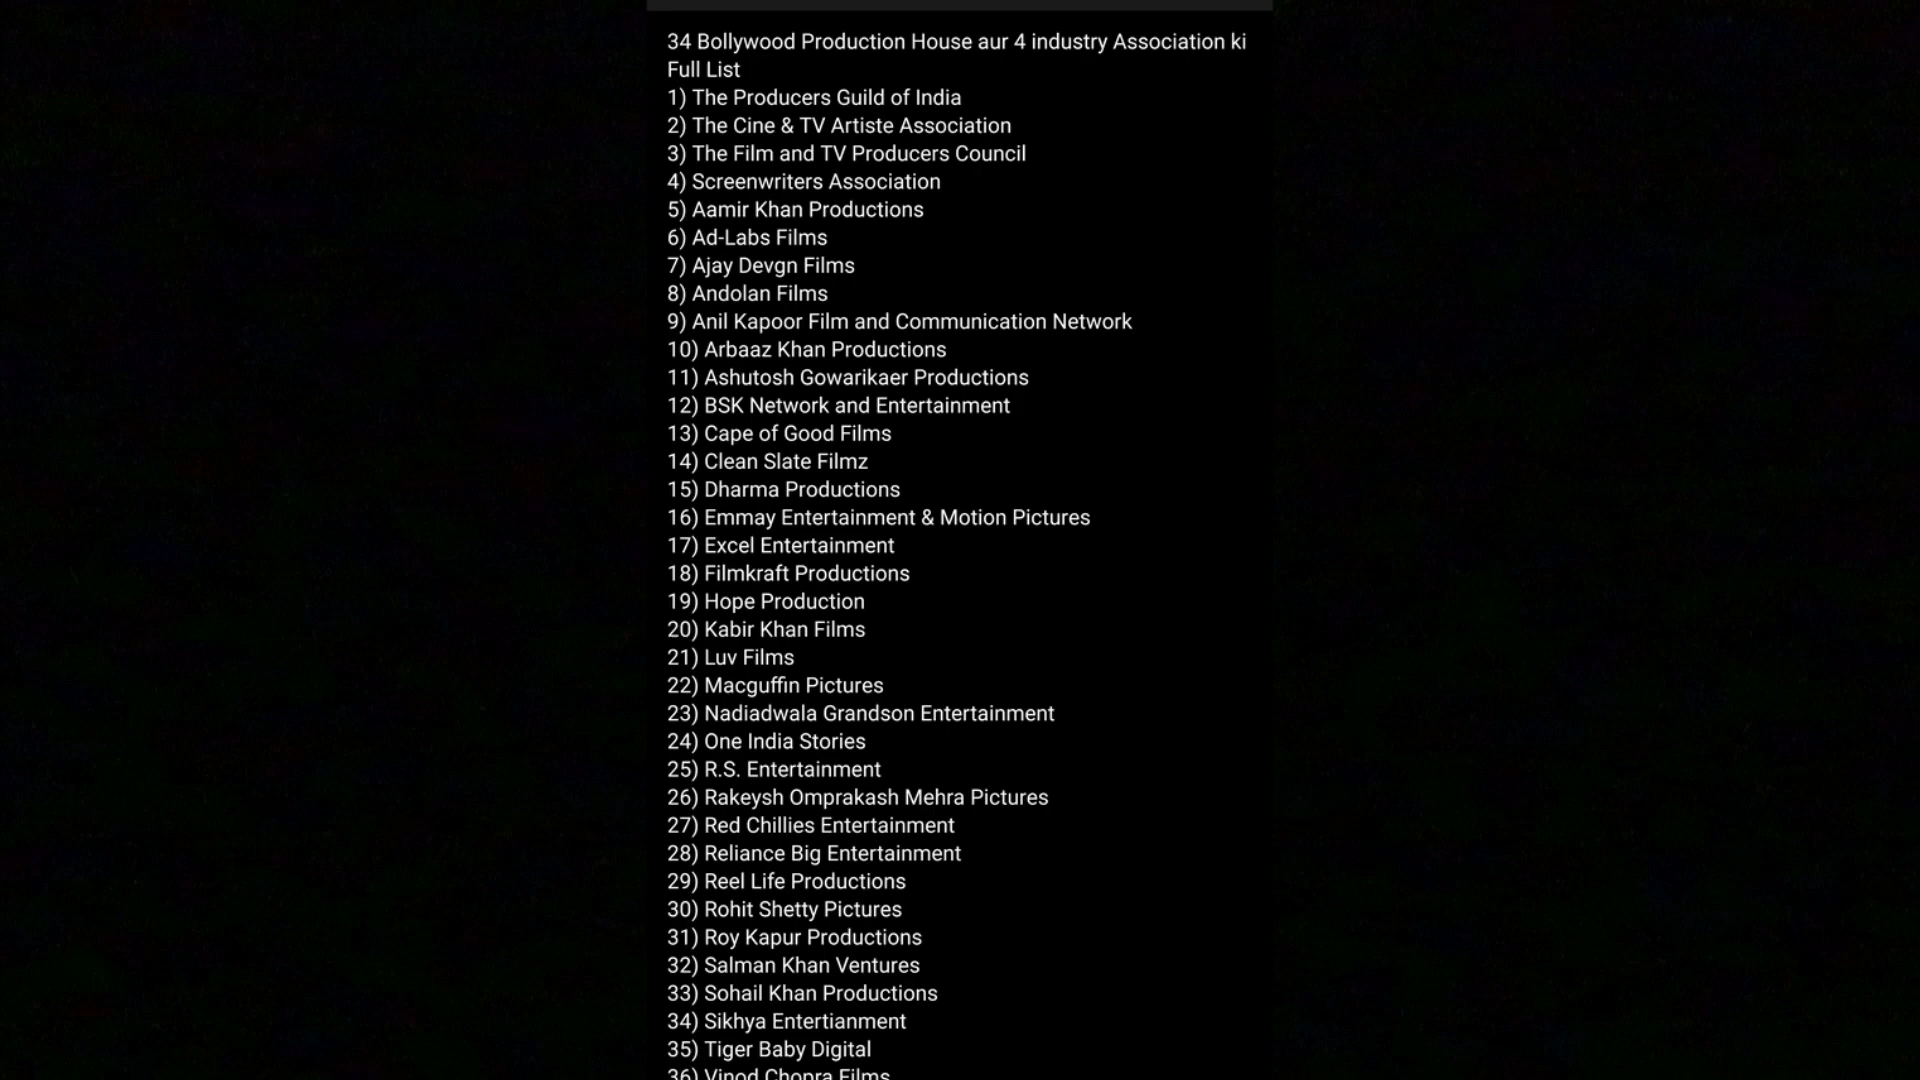 34 Bollywood Production House aur 4 industry Association ki
Full List
1) The Producers Guild of India
2) The Cine & TV Artiste Association
3) The Film and TV Producers Council
4) Screenwriters Association
5) Aamir Khan Productions
6) Ad-Labs Films
7) Ajay Devgn Films
8) Andolan Films
9) Anil Kapoor Film and Communication Network
10) Arbaaz Khan Productions
11) Ashutosh Gowarikaer Productions
12) BSK Network and Entertainment
13) Cape of Good Films
14) Clean Slate Filmz
15) Dharma Productions
16) Emmay Entertainment & Motion Pictures
17) Excel Entertainment
18) Filmkraft Productions
19) Hope Production
20) Kabir Khan Films
21) Luv Films
22) Macguffin Pictures
23) Nadiadwala Grandson Entertainment
24) One India Stories
25) R.S. Entertainment
26) Rakeysh Omprakash Mehra Pictures
27) Red Chillies Entertainment
28) Reliance Big Entertainment
29) Reel Life Productions
30) Rohit Shetty Pictures
31) Roy Kapur Productions
32) Salman Khan Ventures
33) Sohail Khan Productions
34) Sikhya Entertianment
35) Tiger Baby Digital
36) Vinod Chopra Films